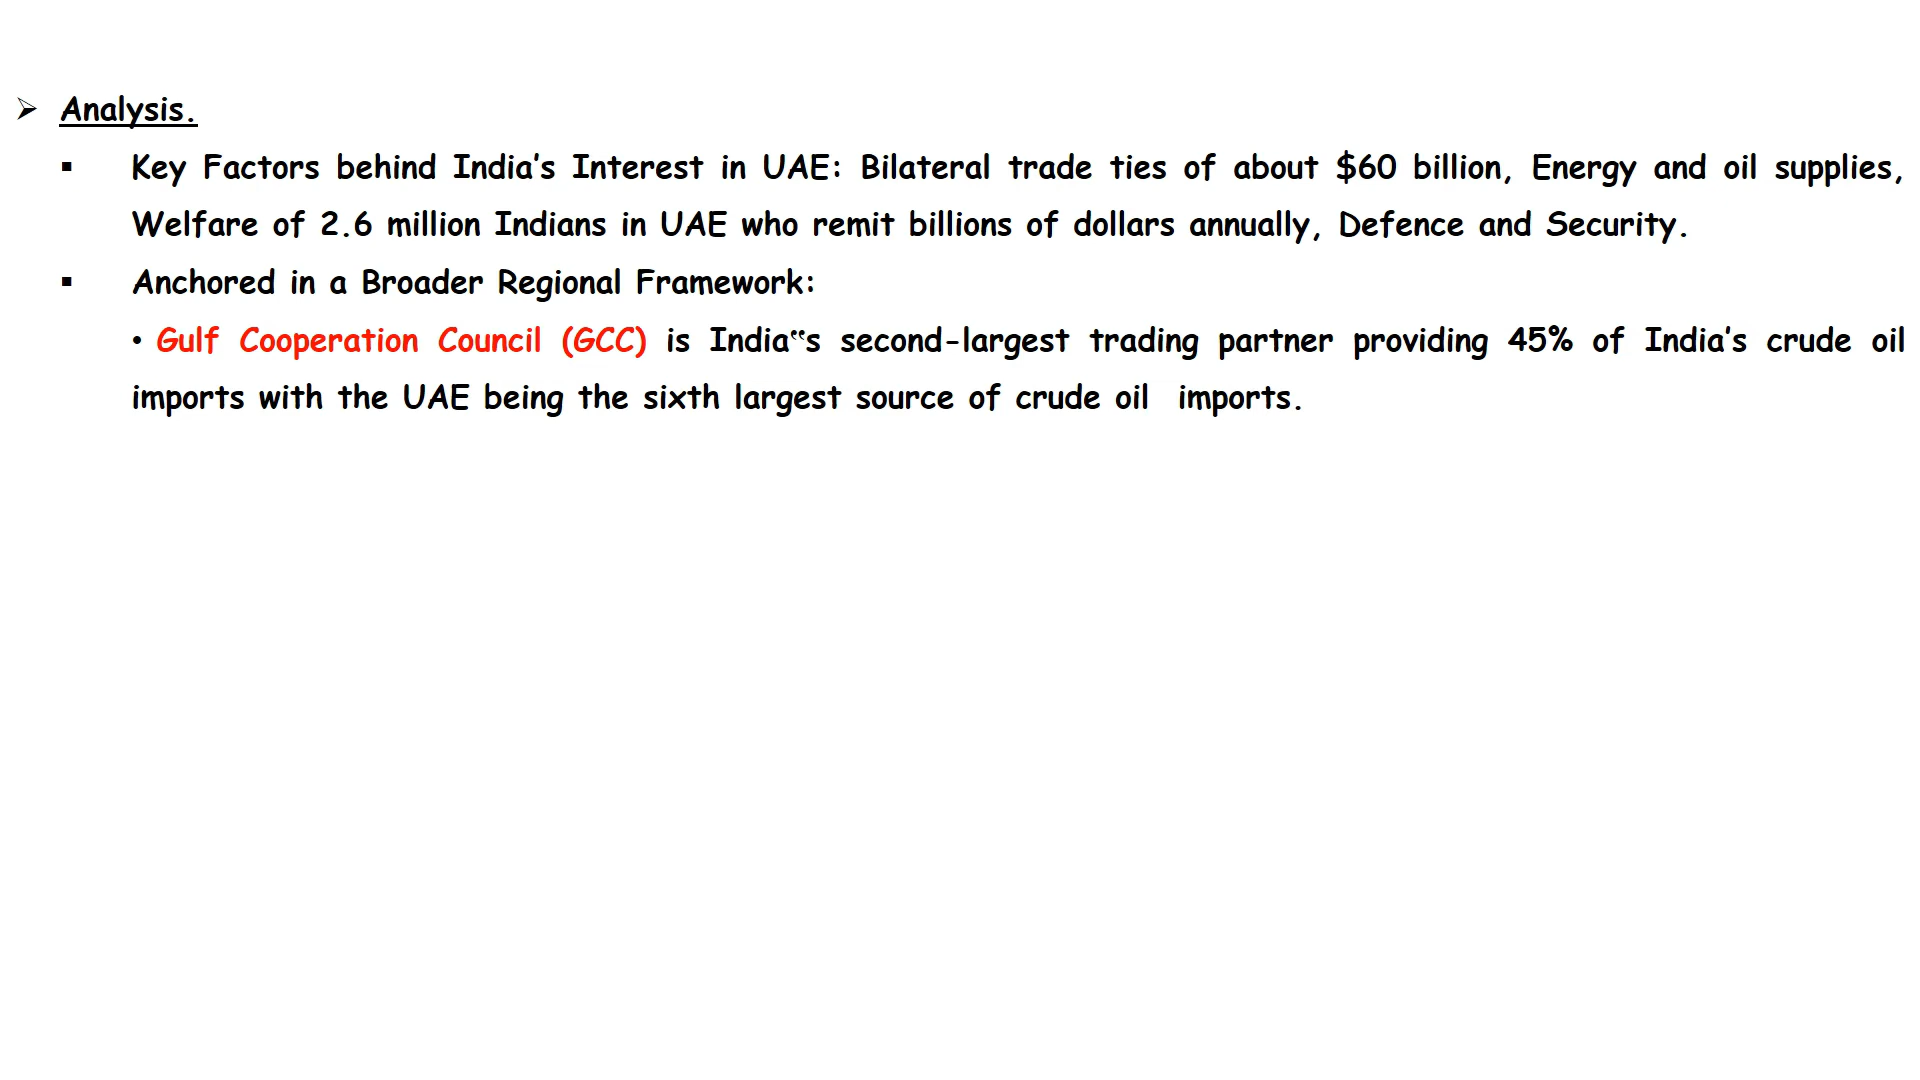 ➢ Analysis.
▪ Key Factors behind India’s Interest in UAE: Bilateral trade ties of about $60 billion, Energy and oil supplies,
Welfare of 2.6 million Indians in UAE who remit billions of dollars annually, Defence and Security.
▪ Anchored in a Broader Regional Framework:
• Gulf Cooperation Council (GCC) is India‟s second-largest trading partner providing 45% of India’s crude oil
imports with the UAE being the sixth largest source of crude oil  imports.